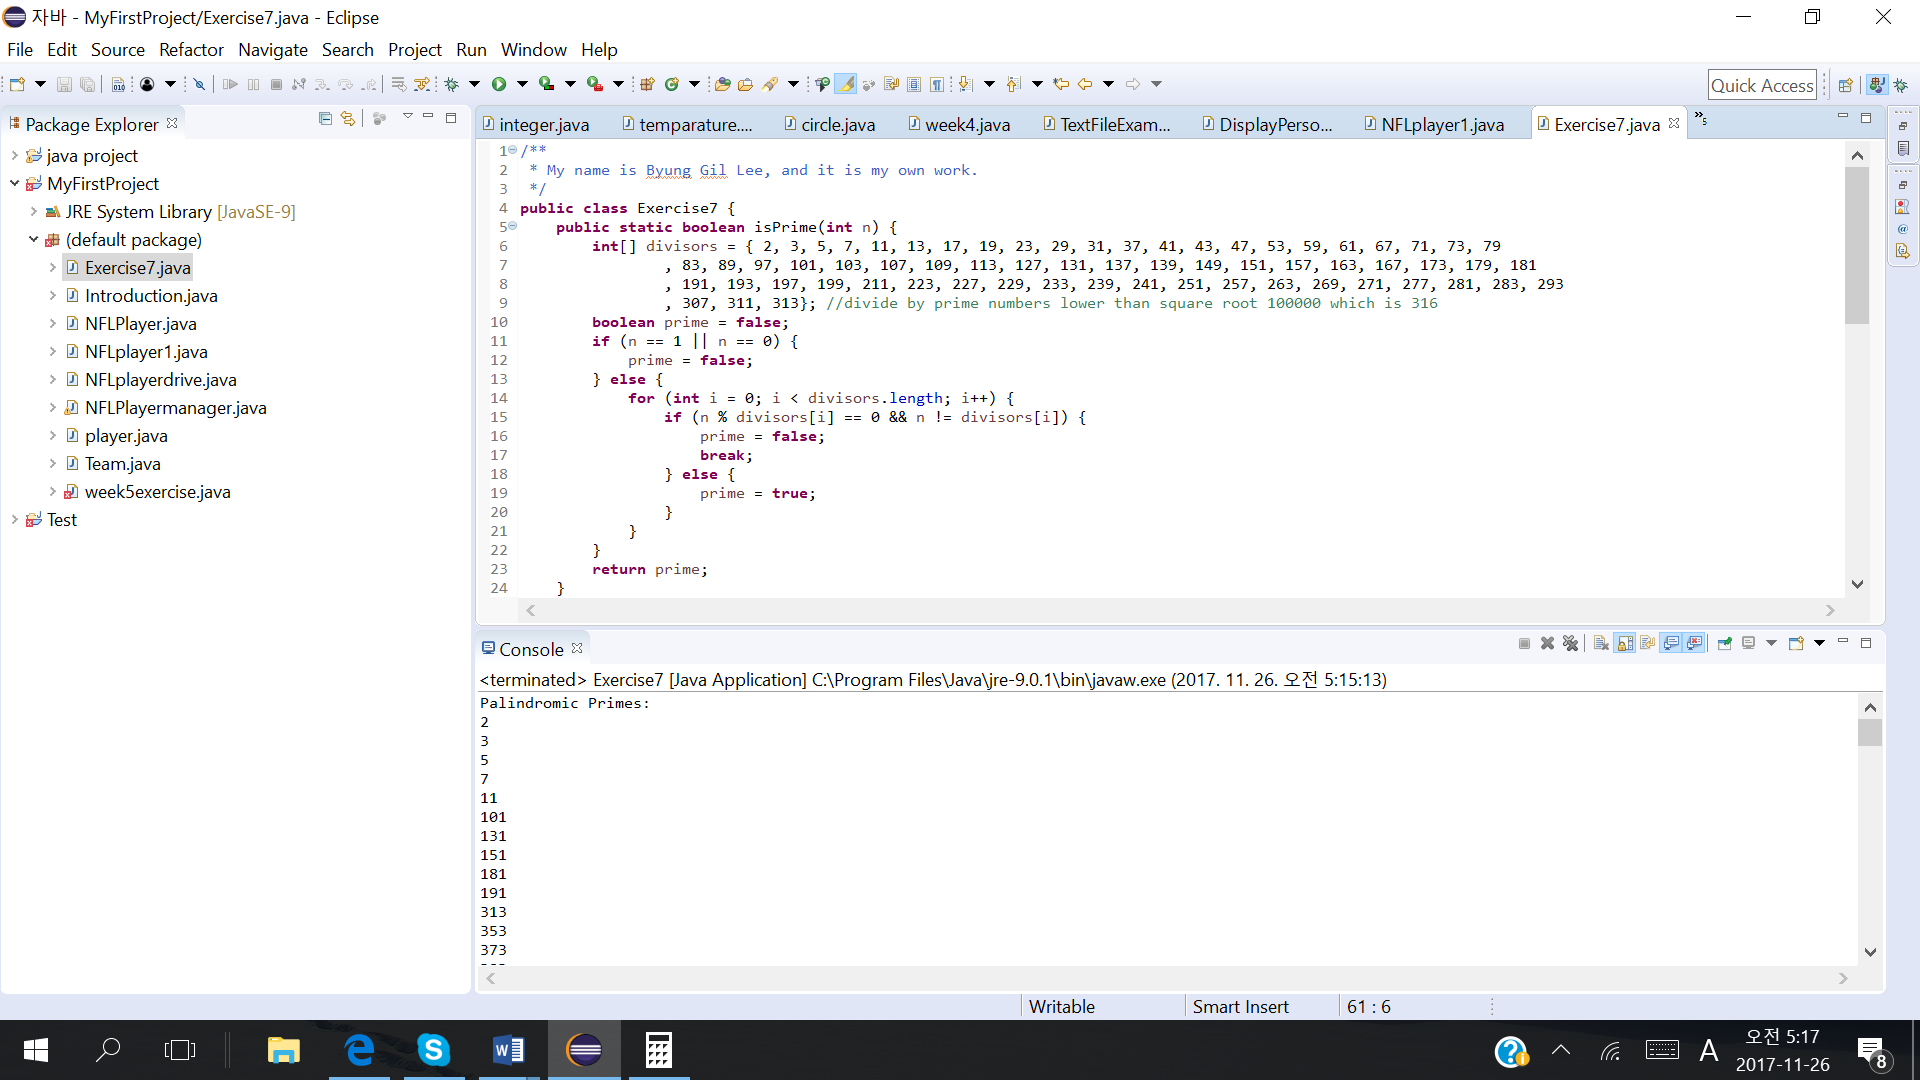 자바 - MyFirstProject/Exercise7.java - Eclipse
File Edit Source Refactor Navigate Search Project Run Window Help
Quick Access
Package Explorer
java project
MyFirstProject
JRE System Library [JavaSE-9]
(default package)
Exercise7.java
Introduction.java
NFLPlayer.java
NFLplayer1.java
NFLplayerdrive.java
NFLPlayermanager.java
player.java
Team.java
week5exercise.java
Test
integer.java temparature.... circle.java week4.java TextFileExam... DisplayPerso... NFLplayer1.java Exercise7.java »5
1 /**
2 * My name is Byung Gil Lee, and it is my own work.
3 */
4 public class Exercise7 {
5 public static boolean isPrime(int n) {
6 int[] divisors = { 2, 3, 5, 7, 11, 13, 17, 19, 23, 29, 31, 37, 41, 43, 47, 53, 59, 61, 67, 71, 73, 79
7 , 83, 89, 97, 101, 103, 107, 109, 113, 127, 131, 137, 139, 149, 151, 157, 163, 167, 173, 179, 181
8 , 191, 193, 197, 199, 211, 223, 227, 229, 233, 239, 241, 251, 257, 263, 269, 271, 277, 281, 283, 293
9 , 307, 311, 313}; //divide by prime numbers lower than square root 100000 which is 316
10 boolean prime = false;
11 if (n == 1 || n == 0) {
12 prime = false;
13 } else {
14 for (int i = 0; i < divisors.length; i++) {
15 if (n % divisors[i] == 0 && n != divisors[i]) {
16 prime = false;
17 break;
18 } else {
19 prime = true;
20 }
21 }
22 }
23 return prime;
24 }
Console
<terminated> Exercise7 [Java Application] C:\Program Files\Java\jre-9.0.1\bin\javaw.exe (2017. 11. 26. 오전 5:15:13)
Palindromic Primes:
2
3
5
7
11
101
131
151
181
191
313
353
373
Writable Smart Insert 61 : 6
A
오전 5:17
2017-11-26
8